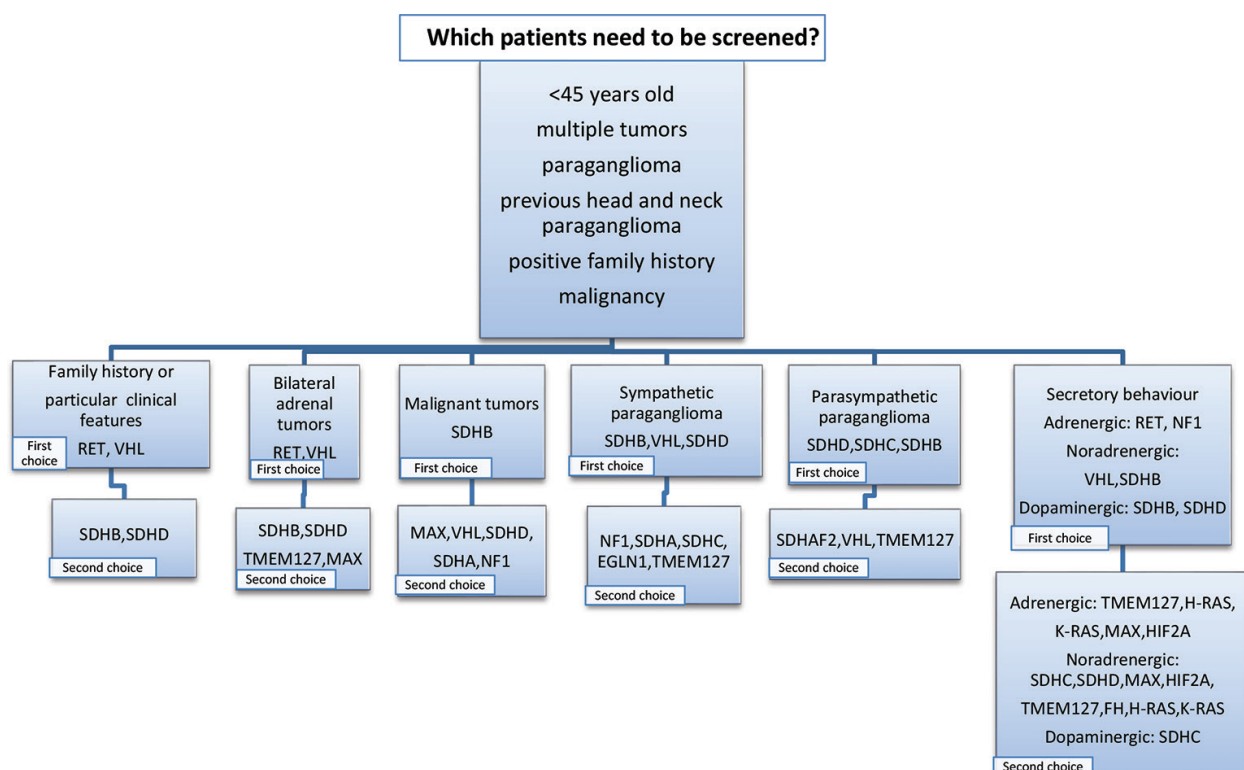 Which patients need to be screened?
<45 years old
multiple tumors
paraganglioma
previous head and neck
paraganglioma
positive family history
malignancy
Family history or
particular clinical
features
RET, VHL
First
choice
SDHB,SDHD
Second choice
Bilateral
adrenal
tumors
RET,VHL
First choice
SDHB,SDHD
TMEM127,MAX
Second choice
Malignant tumors
SDHB
First choice
MAX,VHL,SDHD,
SDHA,NF1
Second choice
Sympathetic
paraganglioma
SDHB,VHL,SDHD
First choice
NF1,SDHA,SDHC,
EGLN1,TMEM127
Second choice
Parasympathetic
paraganglioma
SDHD,SDHC,SDHB
First choice
SDHAF2,VHL,TMEM127
Second choice
Secretory behaviour
Adrenergic: RET, NF1
Noradrenergic:
VHL,SDHB
Dopaminergic: SDHB, SDHD
First choice
Adrenergic: TMEM127,H-RAS,
K-RAS,MAX,HIF2A
Noradrenergic:
SDHC,SDHD,MAX,HIF2A,
TMEM127,FH,H-RAS,K-RAS
Dopaminergic: SDHC
Second choice